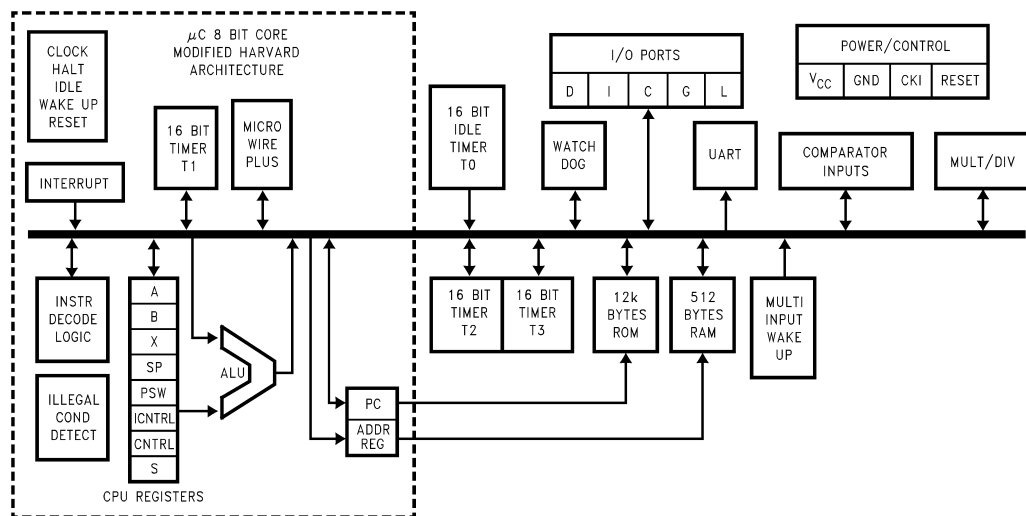 μC 8 BIT CORE
MODIFIED HARVARD
ARCHITECTURE
CLOCK
HALT
IDLE
WAKE UP
RESET
INTERRUPT
16 BIT
TIMER
T1
MICRO
WIRE
PLUS
16 BIT
IDLE
TIMER
T0
WATCH
DOG
I/O PORTS
D I C G L
UART
POWER/CONTROL
VCC GND CKI RESET
COMPARATOR
INPUTS
MULT/DIV
INSTR
DECODE
LOGIC
ILLEGAL
COND
DETECT
A
B
X
SP
PSW
ICNTRL
CNTRL
S
CPU REGISTERS
ALU
PC
ADDR
REG
16 BIT
TIMER
T2
16 BIT
TIMER
T3
12k
BYTES
ROM
512
BYTES
RAM
MULTI
INPUT
WAKE
UP